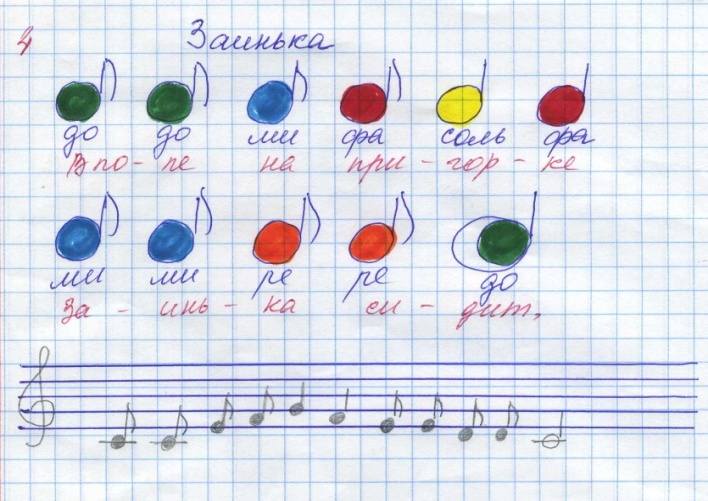 4
Заинька
до до ми фа соль фа
В по - ле на при - гор - ке
ми ми ре ре до
За - инь - ка си - дит.